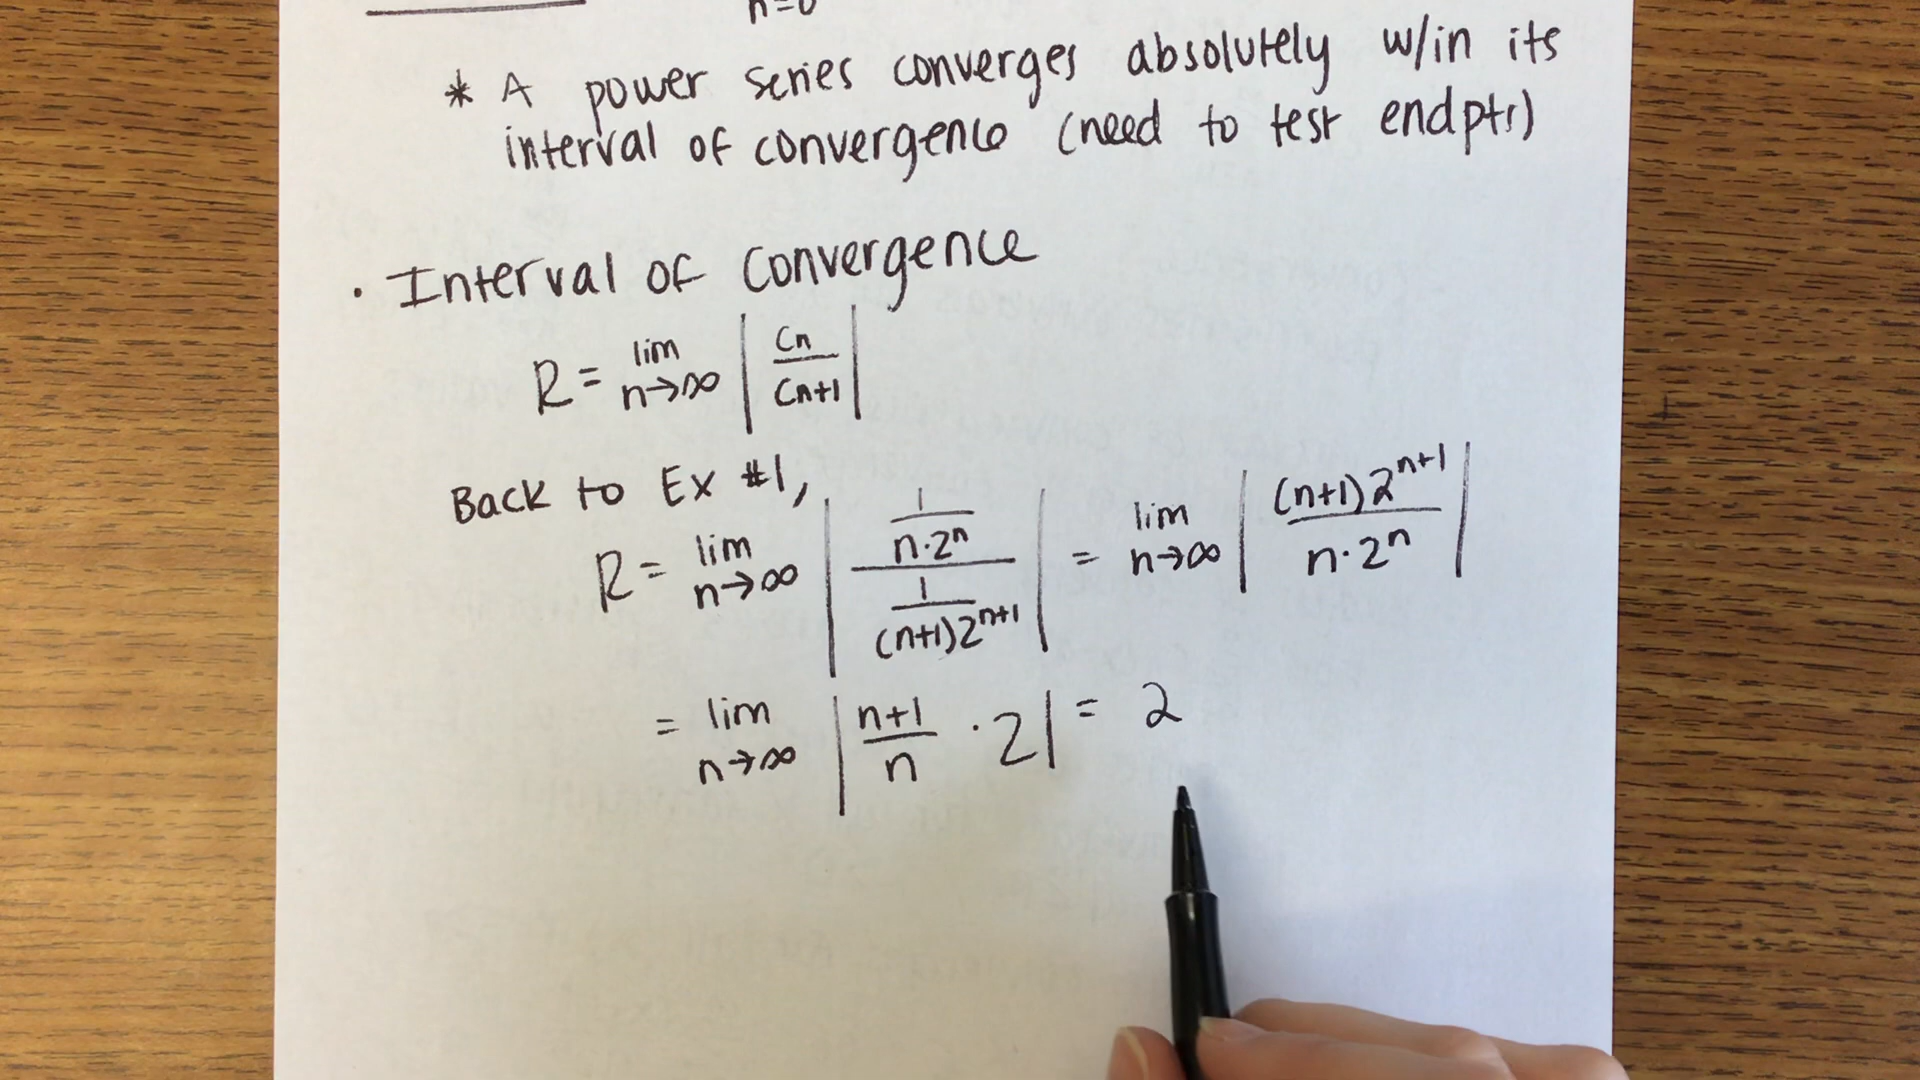 n=0
* A power series converges absolutely w/in its
interval of convergence (need to test endpts)
· Interval of Convergence
R = lim n→∞ | Cn / Cn+1 |
Back to Ex #1,
R = lim n→∞ | (1 / n·2^n) / (1 / (n+1)2^n+1) | = lim n→∞ | (n+1)2^n+1 / n·2^n |
= lim n→∞ | n+1 / n · 2 | = 2